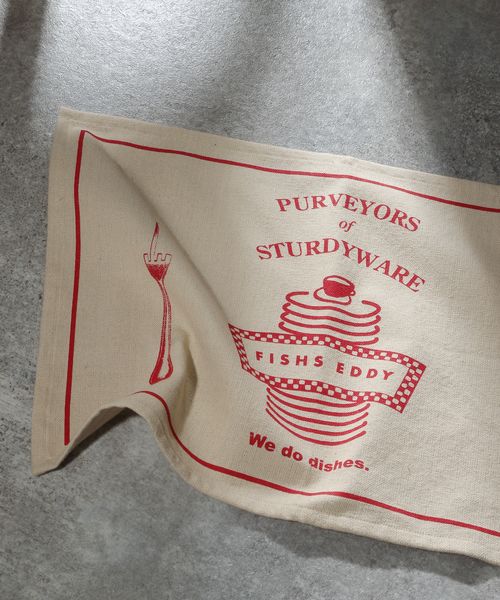 PURVEYORS
of
STURDYWARE
FISHS EDDY
We do dishes.